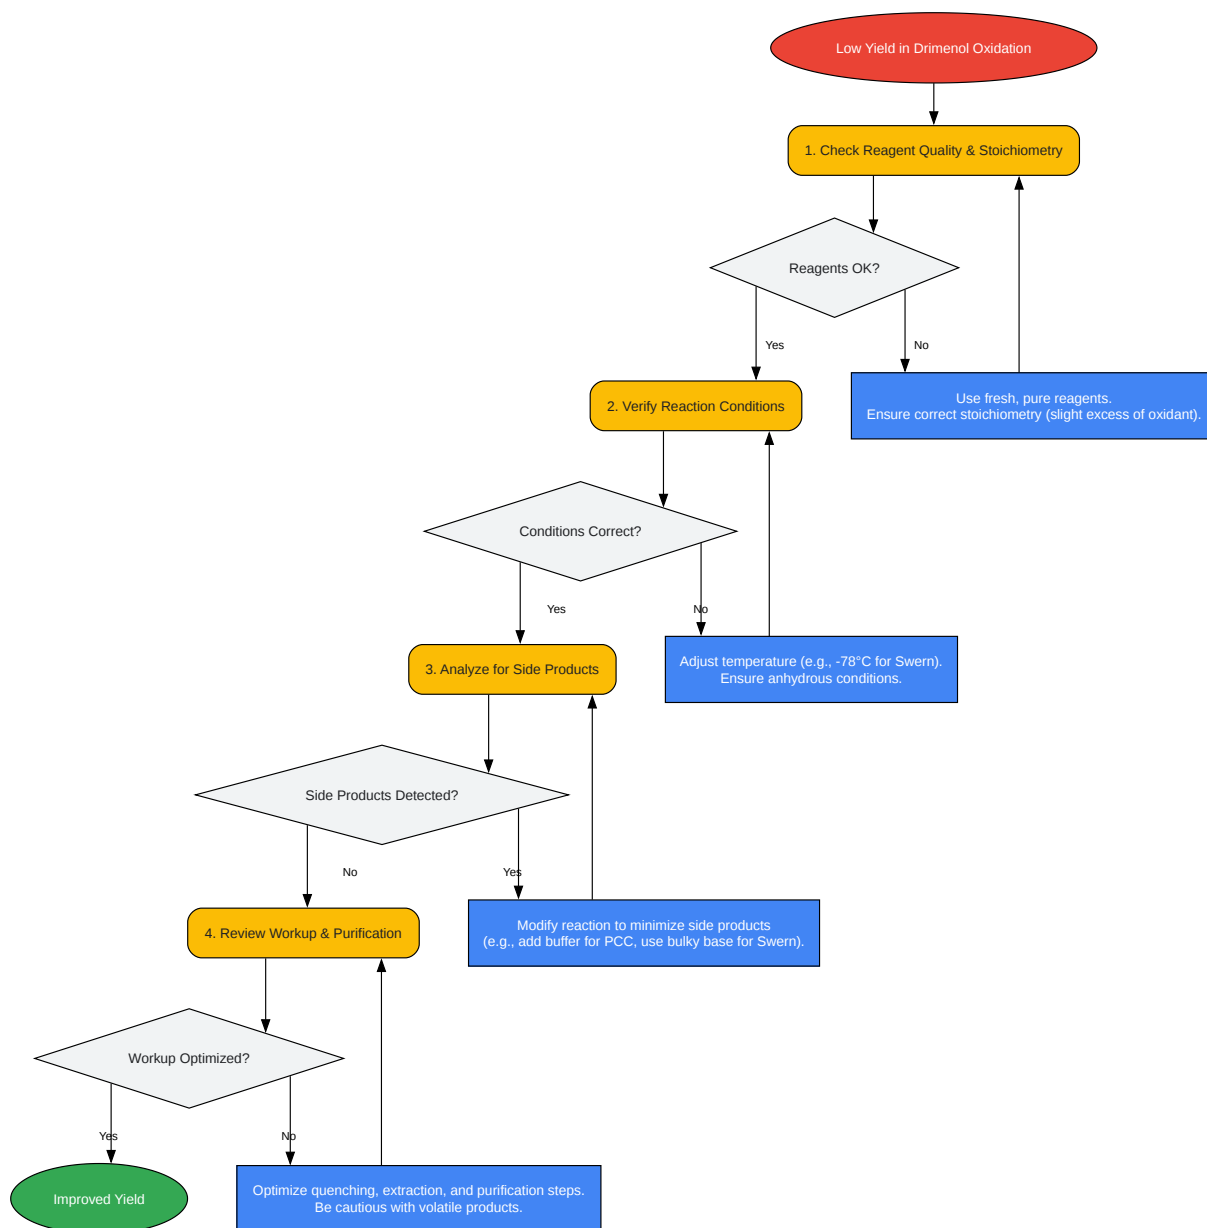 Low Yield in Drimenol Oxidation
1. Check Reagent Quality & Stoichiometry
Reagents OK?
Yes
No
Use fresh, pure reagents.
Ensure correct stoichiometry (slight excess of oxidant).
2. Verify Reaction Conditions
Conditions Correct?
Yes
No
Adjust temperature (e.g., -78°C for Swern).
Ensure anhydrous conditions.
3. Analyze for Side Products
Side Products Detected?
No
Yes
Modify reaction to minimize side products
(e.g., add buffer for PCC, use bulky base for Swern).
4. Review Workup & Purification
Workup Optimized?
Yes
No
Improved Yield
Optimize quenching, extraction, and purification steps.
Be cautious with volatile products.